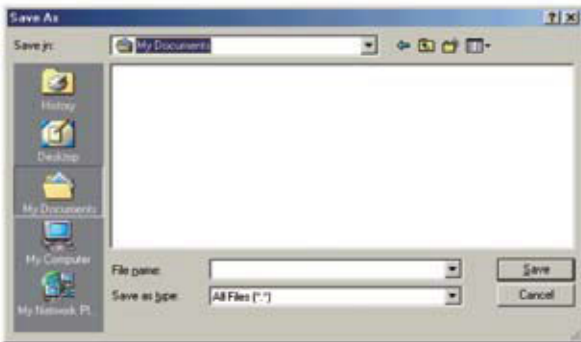 Save As
Save in:
My Documents
History
Desktop
My Documents
My Computer
My Network Pl..
File name:
Save
Save as type:
All Files (*.*)
Cancel